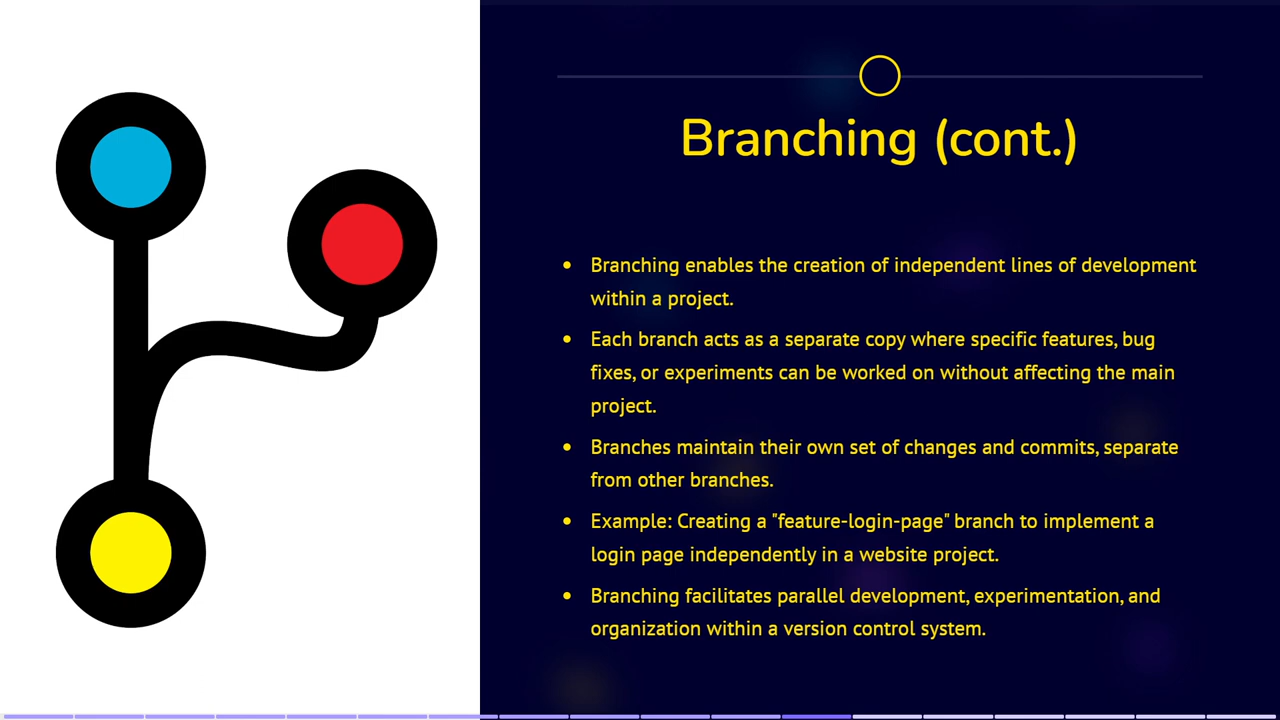 Branching (cont.)
• Branching enables the creation of independent lines of development
within a project.
• Each branch acts as a separate copy where specific features, bug
fixes, or experiments can be worked on without affecting the main
project.
• Branches maintain their own set of changes and commits, separate
from other branches.
• Example: Creating a "feature-login-page" branch to implement a
login page independently in a website project.
• Branching facilitates parallel development, experimentation, and
organization within a version control system.